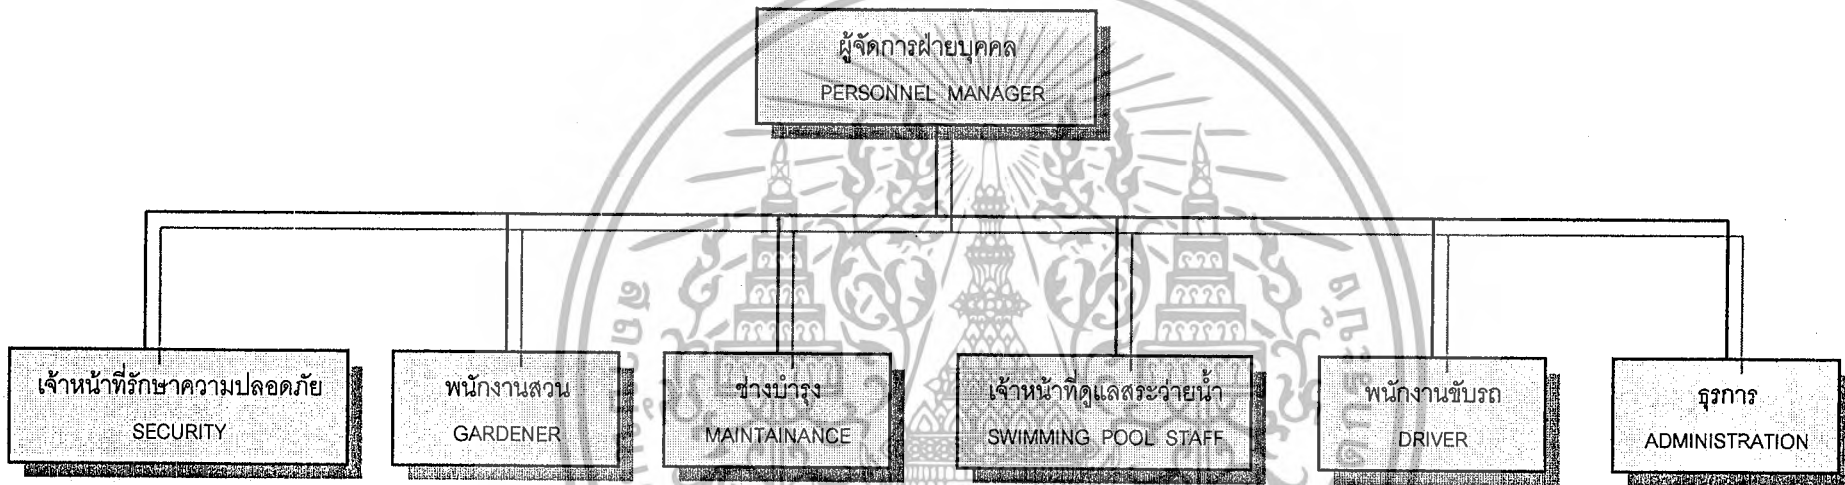 ผู้จัดการฝ่ายบุคคล
PERSONNEL MANAGER
เจ้าหน้าที่รักษาความปลอดภัย
SECURITY
พนักงานสวน
GARDENER
ช่างบำรุง
MAINTAINANCE
เจ้าหน้าที่ดูแลสระว่ายน้ำ
SWIMMING POOL STAFF
พนักงานขับรถ
DRIVER
ธุรการ
ADMINISTRATION